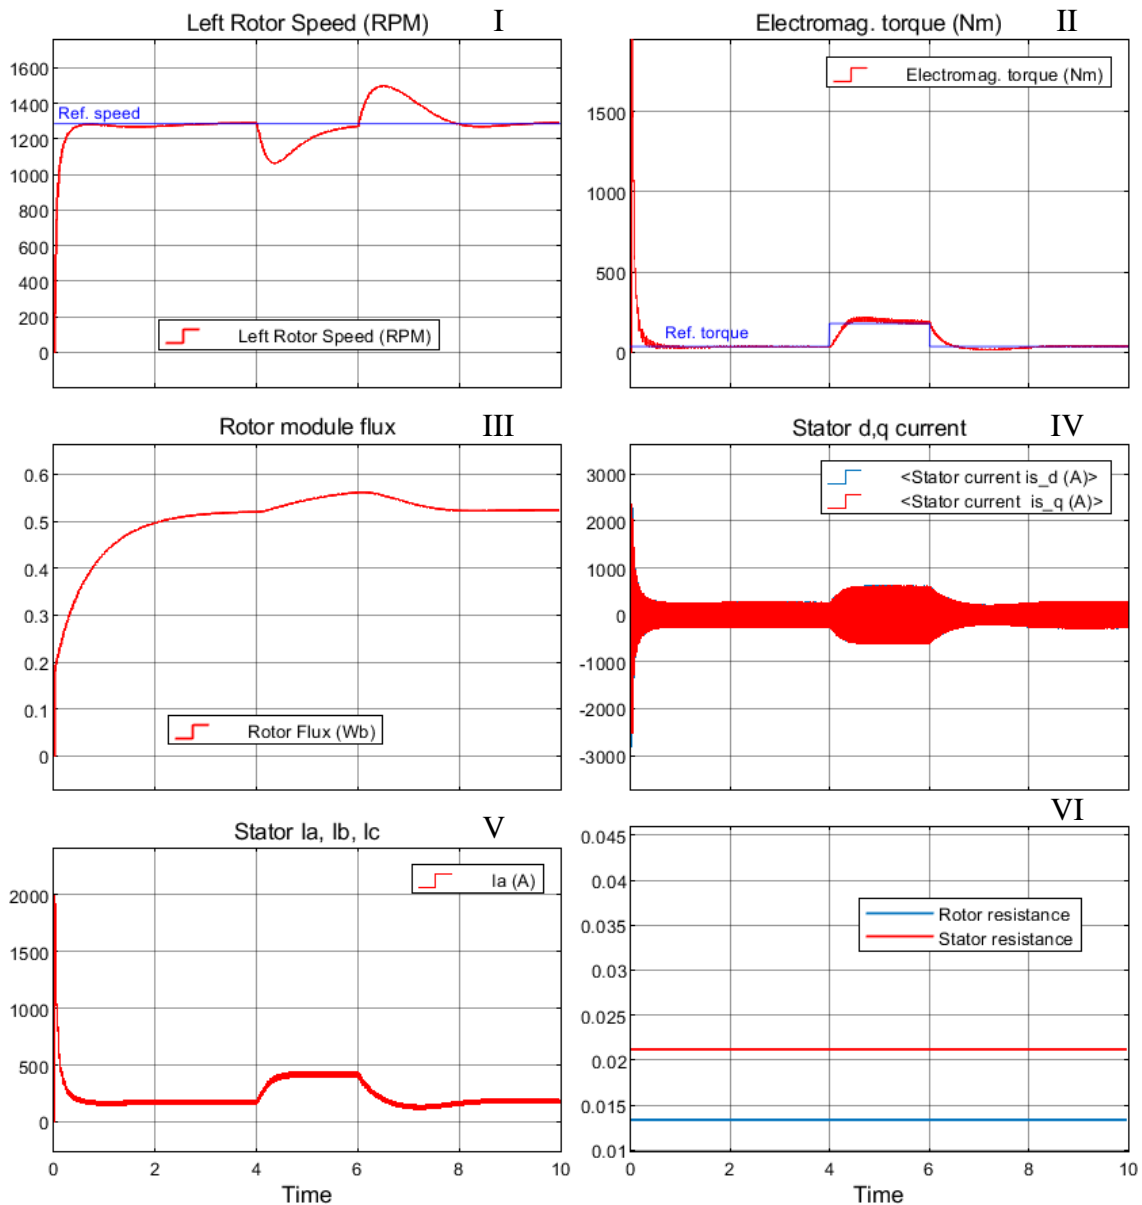 Left Rotor Speed (RPM) I
1600
1400
1200
1000
800
600
400
200
0
Ref. speed
Left Rotor Speed (RPM)
Electromag. torque (Nm) II
1500
1000
500
0
Electromag. torque (Nm)
Ref. torque
Rotor module flux III
0.6
0.5
0.4
0.3
0.2
0.1
0
Rotor Flux (Wb)
Stator d,q current IV
3000
2000
1000
0
-1000
-2000
-3000
<Stator current is_d (A)>
<Stator current is_q (A)>
Stator Ia, Ib, Ic V
2000
1500
1000
500
0
Ia (A)
0 2 4 6 8 10
Time
VI
0.045
0.04
0.035
0.03
0.025
0.02
0.015
0.01
Rotor resistance
Stator resistance
0 2 4 6 8 10
Time